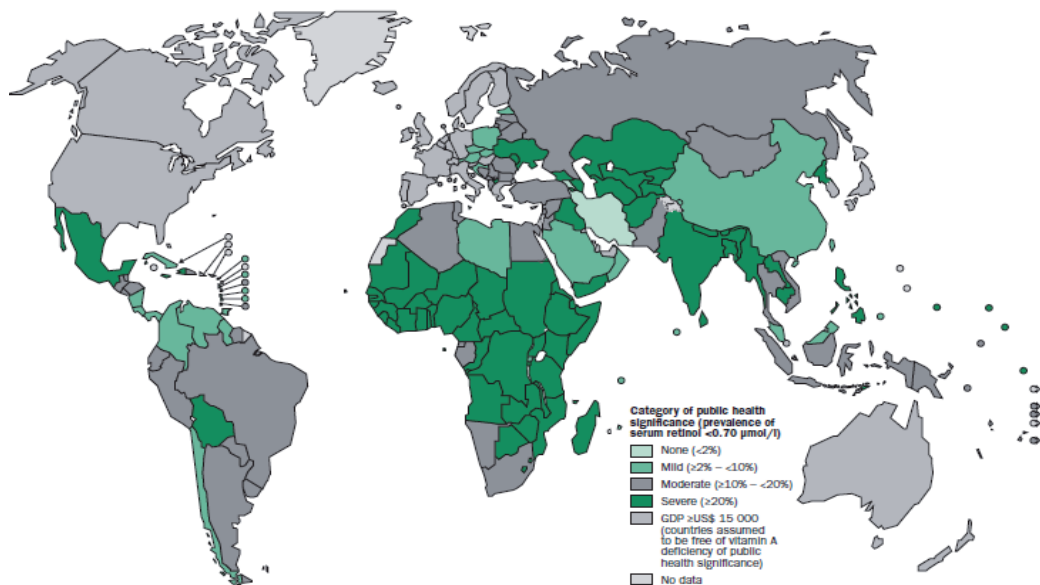 Category of public health
significance (prevalence of
serum retinol <0.70 µmol/l)
None (<2%)
Mild (≥2% – <10%)
Moderate (≥10% – <20%)
Severe (≥20%)
GDP ≥US$ 15 000
(countries assumed
to be free of vitamin A
deficiency of public
health significance)
No data